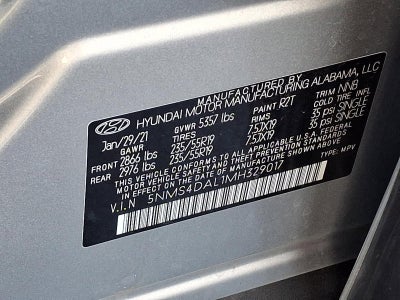 MANUFACTURED BY
HYUNDAI MOTOR MANUFACTURING ALABAMA, LLC
Jan/29/21 GVWR 5357 lbs PAINT R2T TRIM NNB
GAWR TIRES RIMS COLD TIRE INF.
FRONT 2866 lbs 235/55R19 7.5JX19 35 psi SINGLE
REAR 2976 lbs 235/55R19 7.5JX19 35 psi SINGLE
THIS VEHICLE CONFORMS TO ALL APPLICABLE U.S.A. FEDERAL
MOTOR VEHICLE SAFETY AND THEFT PREVENTION STANDARDS
IN EFFECT ON THE DATE OF MANUFACTURE SHOWN ABOVE.
V.I.N 5NMS4DAL1MH329017 TYPE: MPV